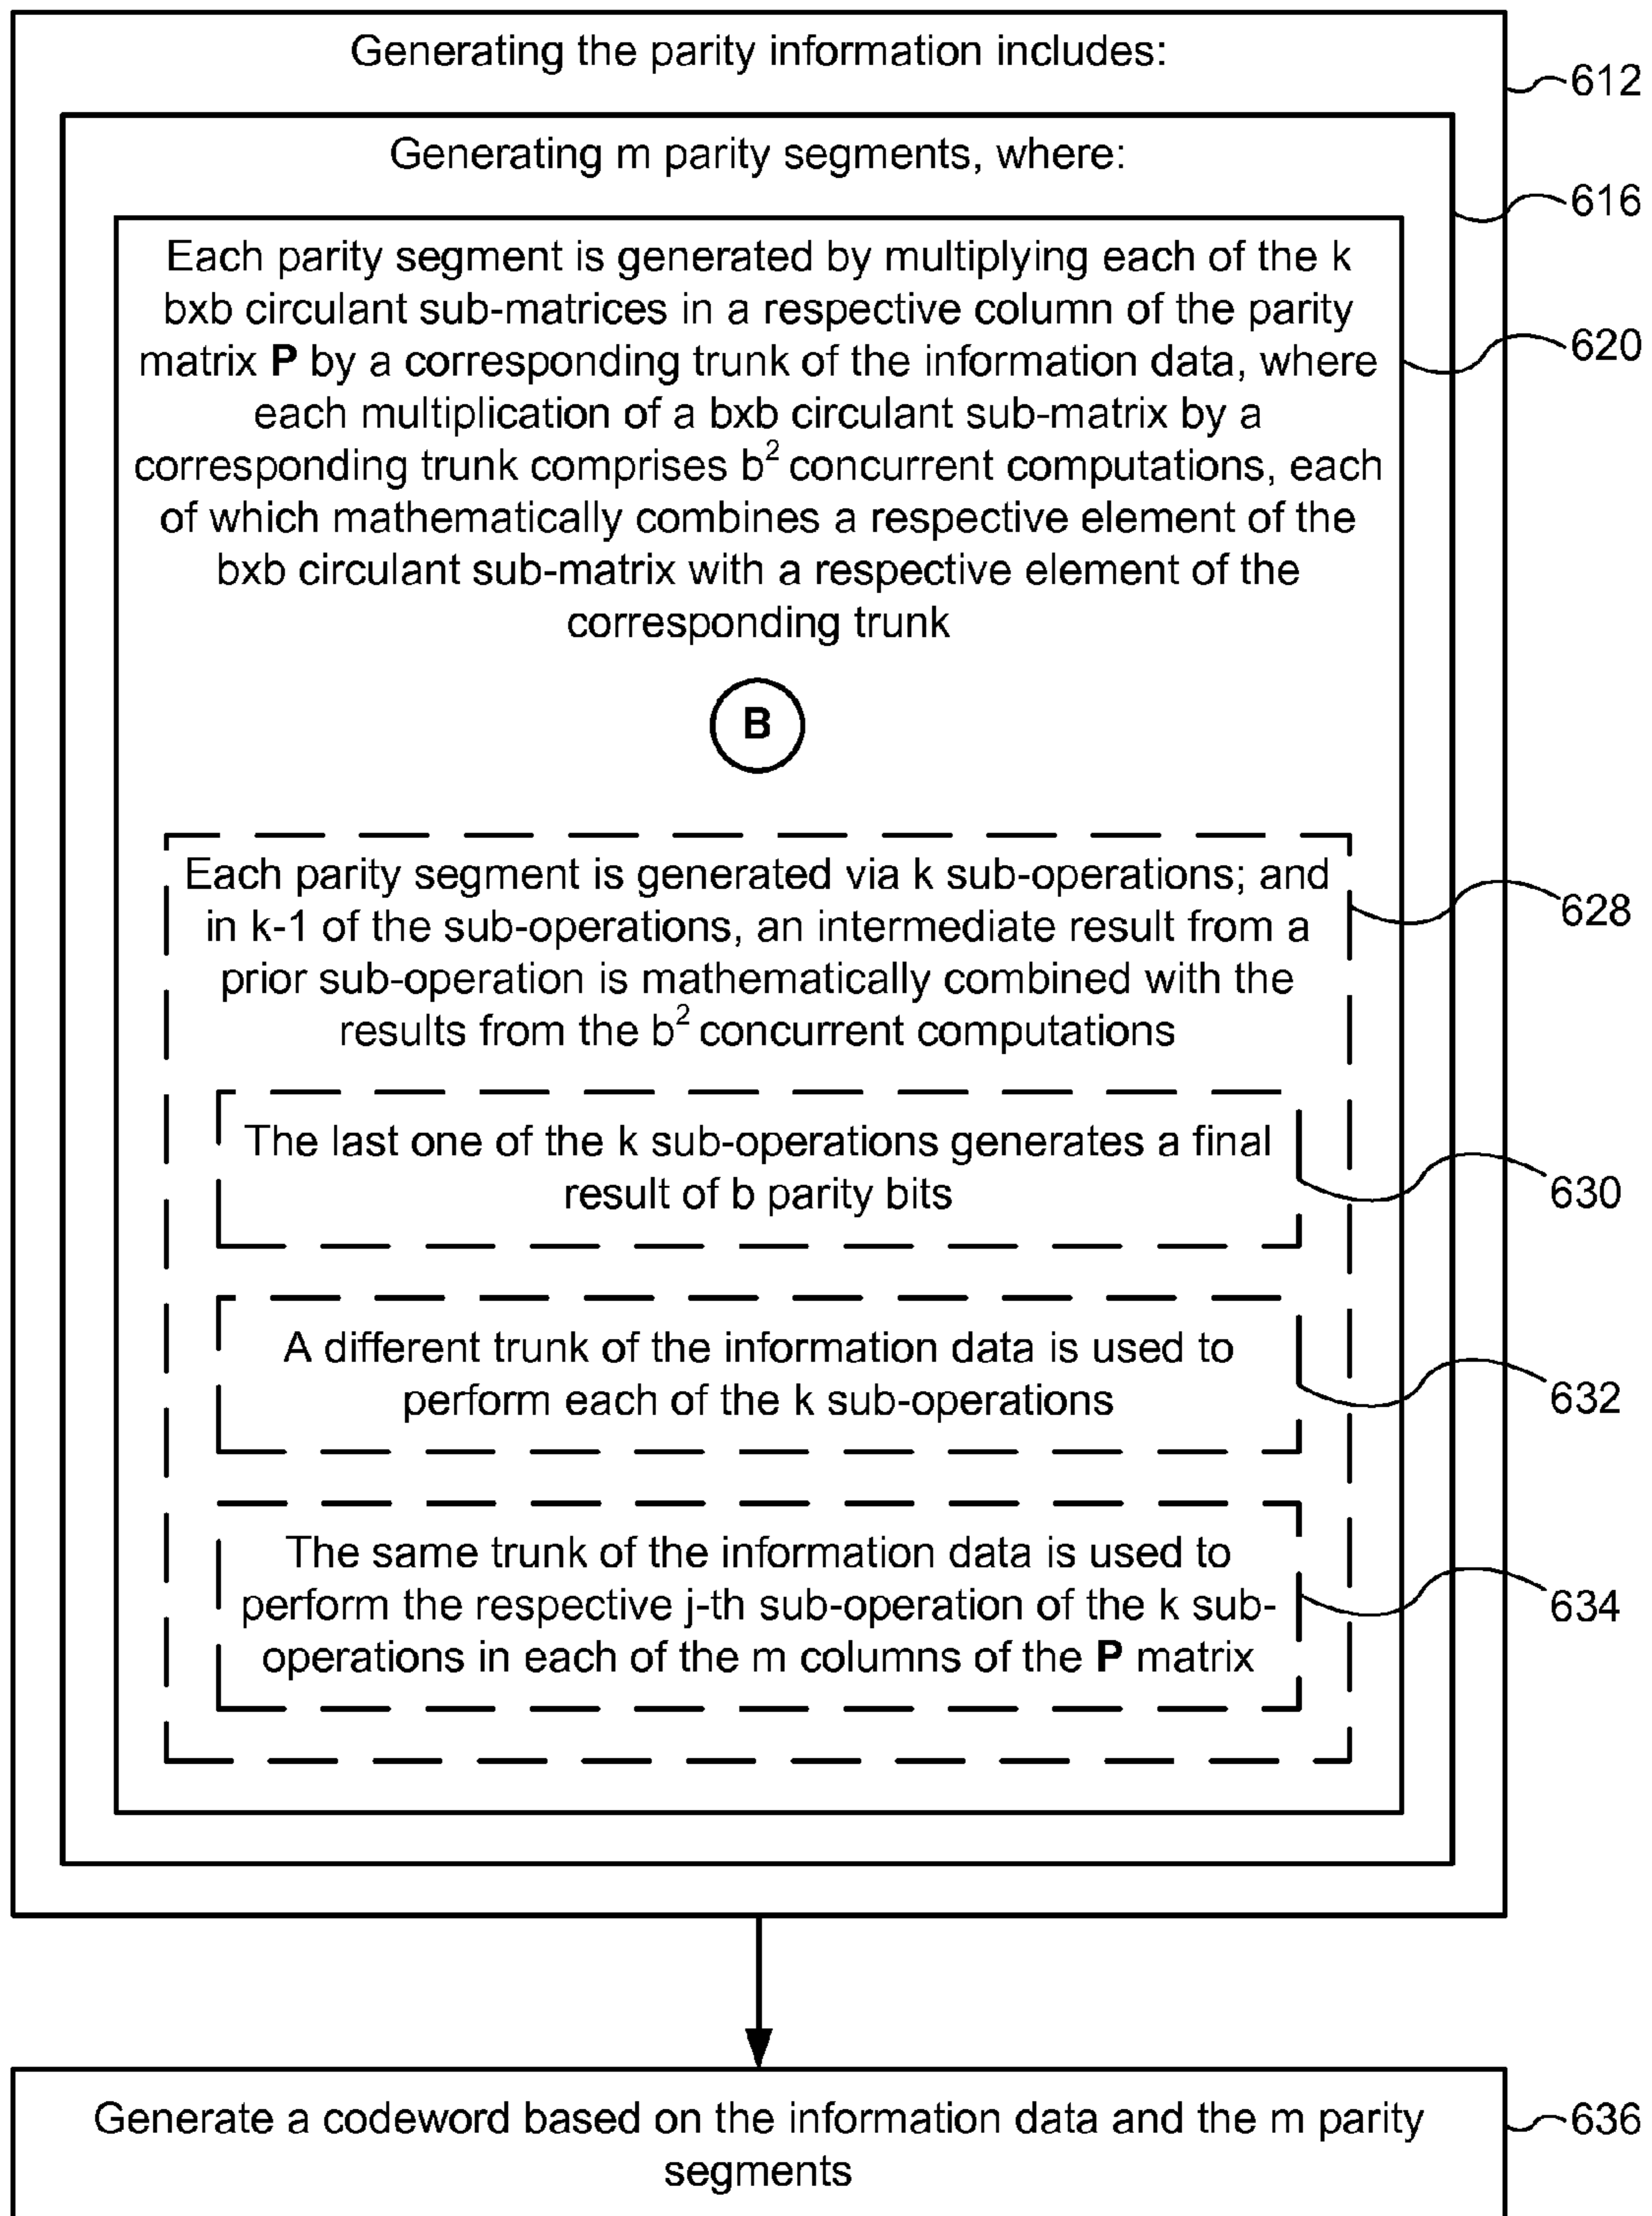 Generating the parity information includes:
612
Generating m parity segments, where:
616
Each parity segment is generated by multiplying each of the k
bxb circulant sub-matrices in a respective column of the parity
matrix P by a corresponding trunk of the information data, where
620
each multiplication of a bxb circulant sub-matrix by a
corresponding trunk comprises b² concurrent computations, each
of which mathematically combines a respective element of the
bxb circulant sub-matrix with a respective element of the
corresponding trunk
B
Each parity segment is generated via k sub-operations; and
in k-1 of the sub-operations, an intermediate result from a
628
prior sub-operation is mathematically combined with the
results from the b² concurrent computations
The last one of the k sub-operations generates a final
result of b parity bits
630
A different trunk of the information data is used to
perform each of the k sub-operations
632
The same trunk of the information data is used to
perform the respective j-th sub-operation of the k sub-
634
operations in each of the m columns of the P matrix
Generate a codeword based on the information data and the m parity
636
segments